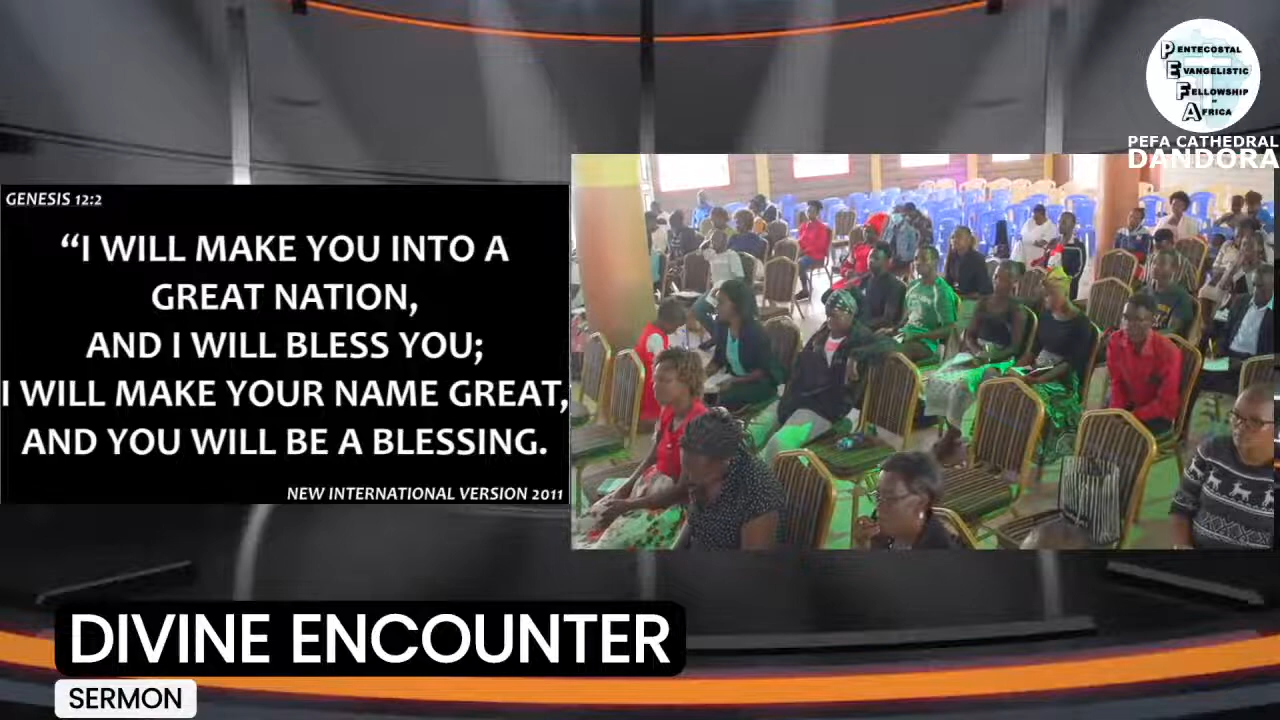 PENTECOSTAL
EVANGELISTIC
FELLOWSHIP
OF
AFRICA
PEFA CATHEDRAL
DANDORA
GENESIS 12:2
“I WILL MAKE YOU INTO A
GREAT NATION,
AND I WILL BLESS YOU;
I WILL MAKE YOUR NAME GREAT,
AND YOU WILL BE A BLESSING.
NEW INTERNATIONAL VERSION 2011
DIVINE ENCOUNTER
SERMON